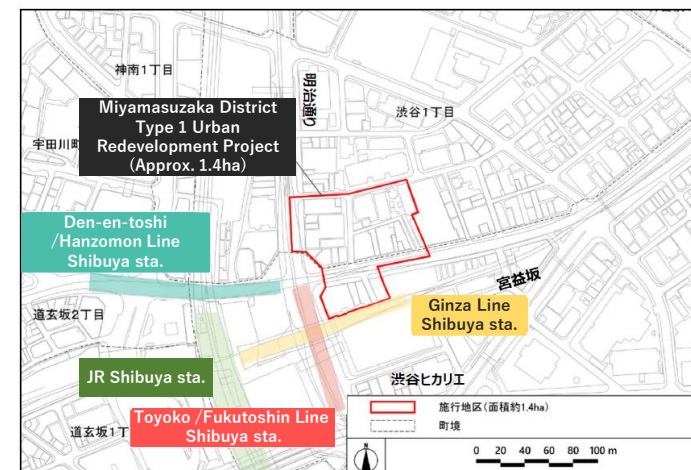 神南1丁目
明治通り
渋谷1丁目
Miyamasuzaka District
Type 1 Urban
Redevelopment Project
(Approx. 1.4ha)
宇田川町
Den-en-toshi
/Hanzomon Line
Shibuya sta.
宮益坂
Ginza Line
Shibuya sta.
道玄坂2丁目
JR Shibuya sta.
渋谷ヒカリエ
Toyoko /Fukutoshin Line
Shibuya sta.
道玄坂1丁
施行地区(面積約1.4ha)
町境
N
0 20 40 60 80 100 m